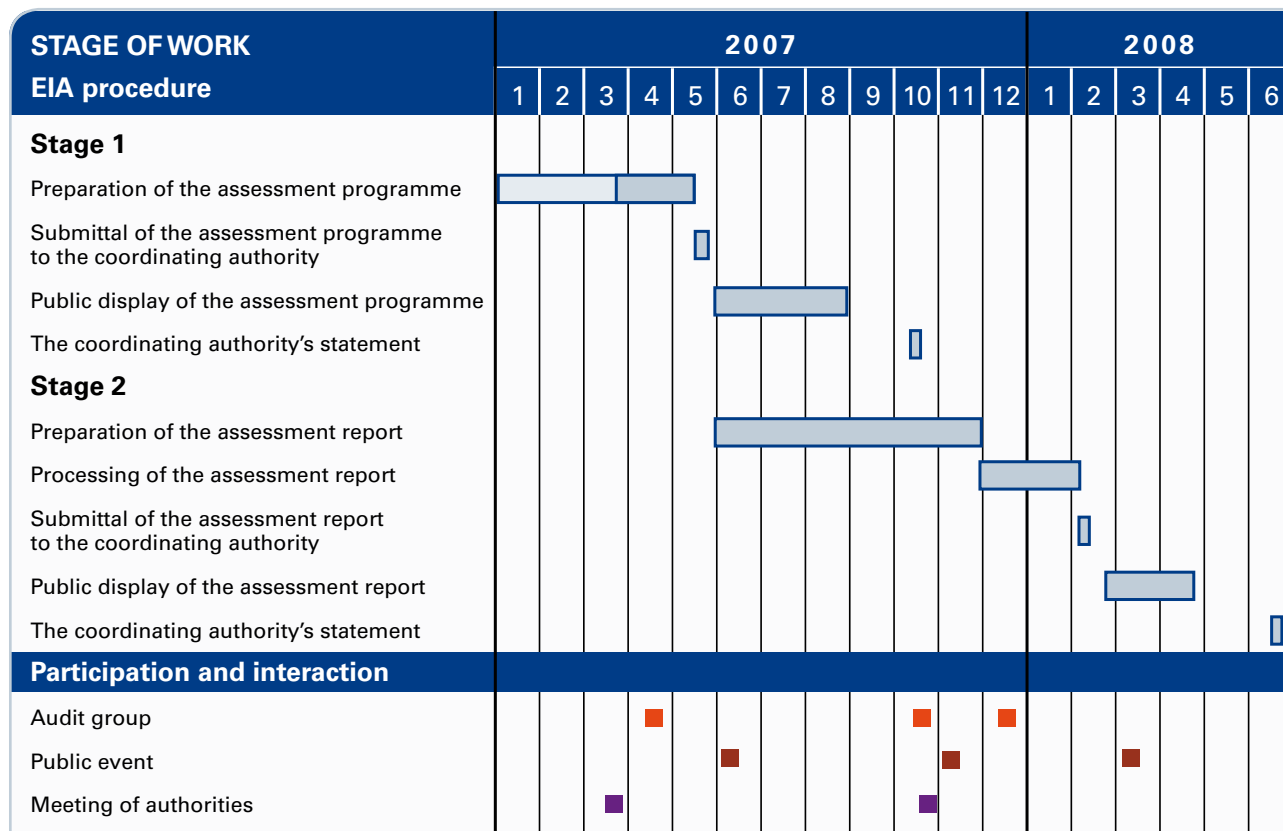 STAGE OF WORK
2007
2008
EIA procedure
1 2 3 4 5 6 7 8 9 10 11 12 1 2 3 4 5 6
Stage 1
Preparation of the assessment programme
Submittal of the assessment programme
to the coordinating authority
Public display of the assessment programme
The coordinating authority’s statement
Stage 2
Preparation of the assessment report
Processing of the assessment report
Submittal of the assessment report
to the coordinating authority
Public display of the assessment report
The coordinating authority’s statement
Participation and interaction
Audit group
Public event
Meeting of authorities